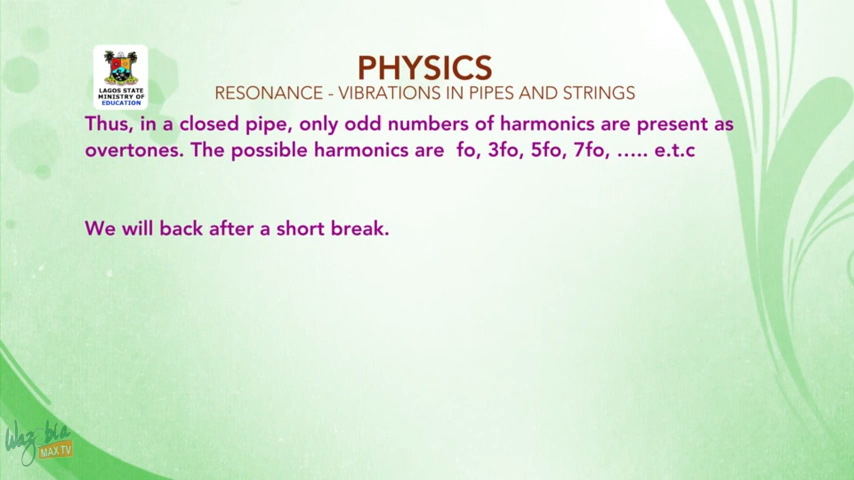 LAGOS STATE
MINISTRY OF
EDUCATION
PHYSICS
RESONANCE - VIBRATIONS IN PIPES AND STRINGS
Thus, in a closed pipe, only odd numbers of harmonics are present as
overtones. The possible harmonics are fo, 3fo, 5fo, 7fo, ..... e.t.c
We will back after a short break.
Wazobia
MAX TV